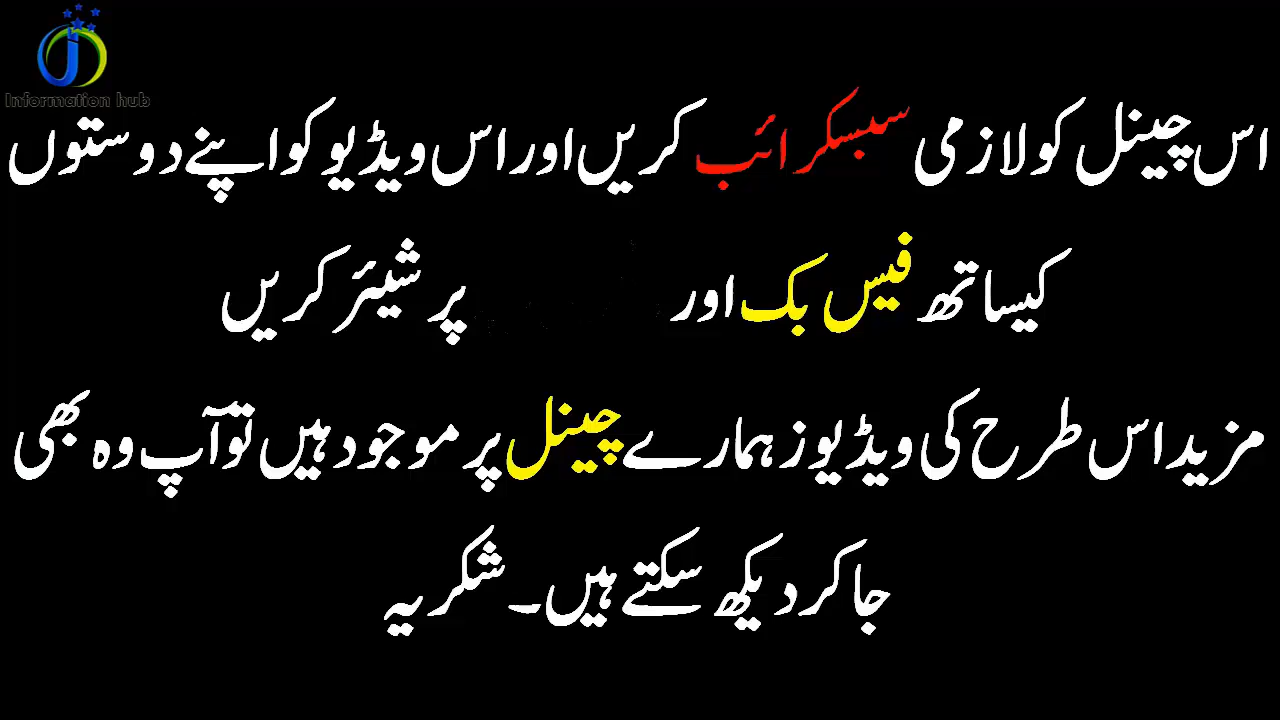 Information hub
اس چینل کو لازمی سبسکرائب کریں اور اس ویڈیو کو اپنے دوستوں
کیساتھ فیس بک اور پر شیئر کریں
مزید اس طرح کی ویڈیوز ہمارے چینل پر موجود ہیں تو آپ وہ بھی
جا کر دیکھ سکتے ہیں۔ شکریہ